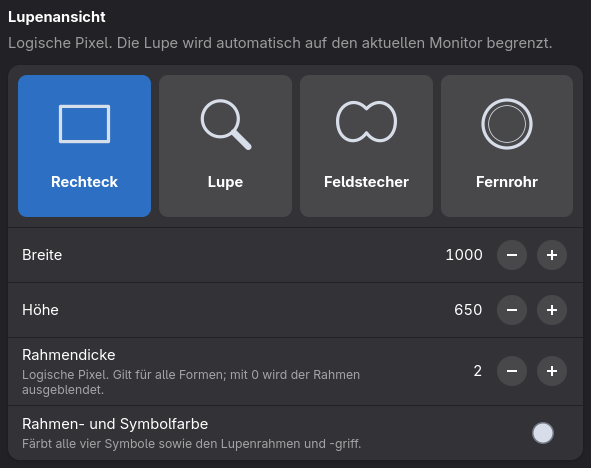 Lupenansicht
Logische Pixel. Die Lupe wird automatisch auf den aktuellen Monitor begrenzt.
Rechteck
Lupe
Feldstecher
Fernrohr
Breite 1000 − +
Höhe 650 − +
Rahmendicke
Logische Pixel. Gilt für alle Formen; mit 0 wird der Rahmen
ausgeblendet.
2 − +
Rahmen- und Symbolfarbe
Färbt alle vier Symbole sowie den Lupenrahmen und -griff.